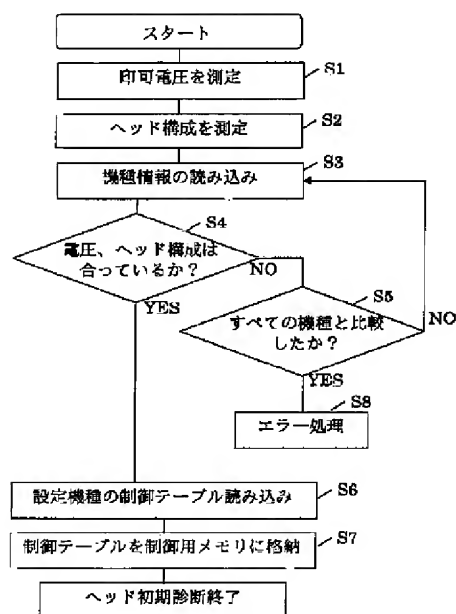 スタート
印可電圧を測定
S1
ヘッド構成を測定
S2
機種情報の読み込み
S3
電圧、ヘッド構成は
合っているか？
S4
NO
YES
すべての機種と比較
したか？
S5
NO
YES
エラー処理
S8
設定機種の制御テーブル読み込み
S6
制御テーブルを制御用メモリに格納
S7
ヘッド初期診断終了